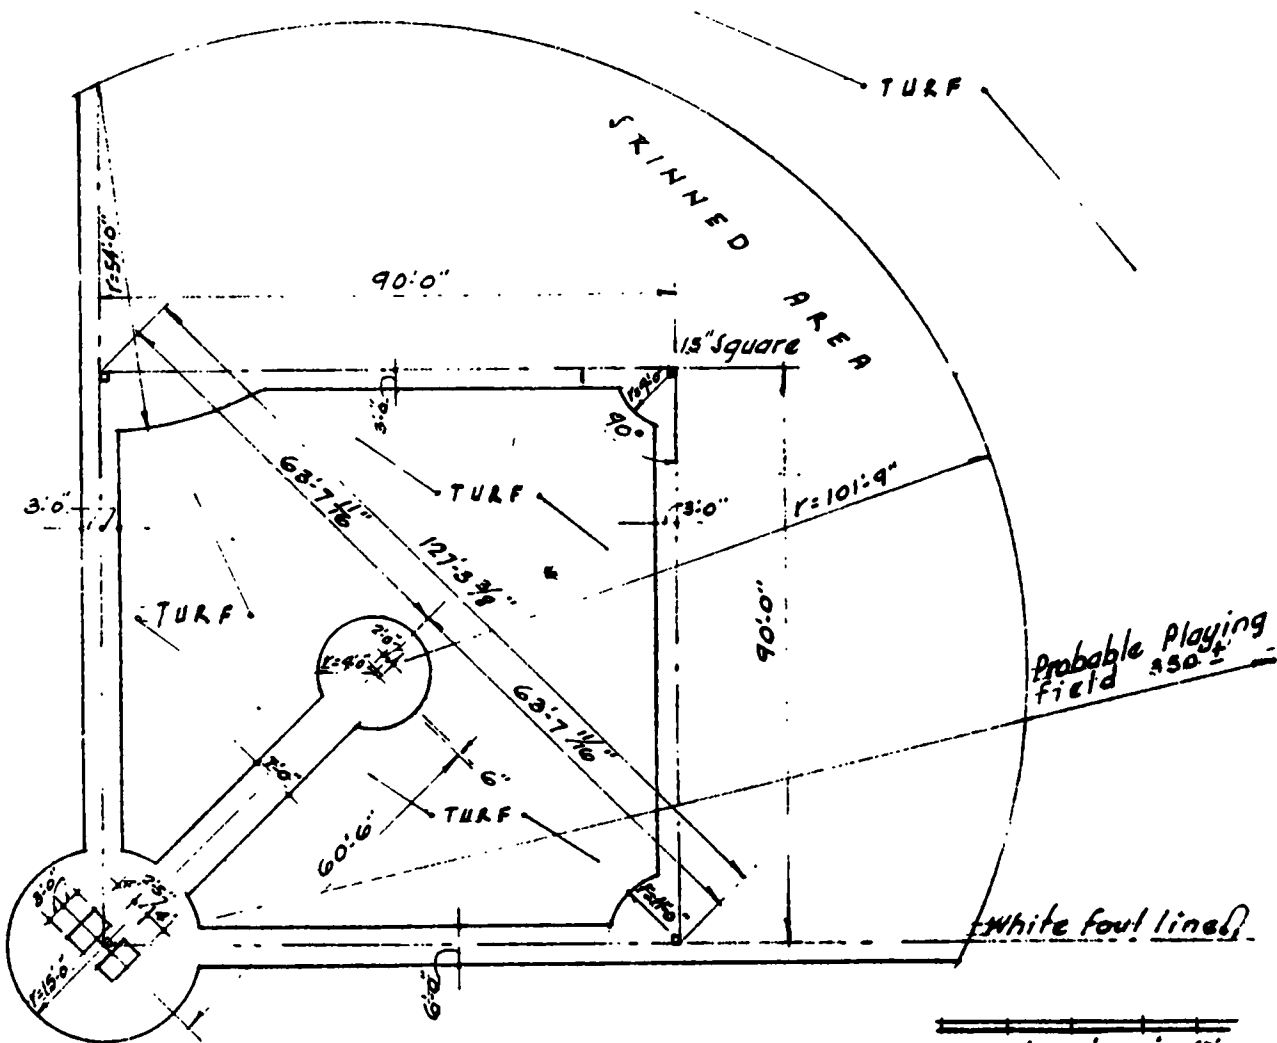 TURF
SKINNED AREA
r=54'-0"
90'-0"
15" Square
3'-0"
r=9'-0"
90°
63'-7 11/16"
TURF
3'-0"
r=101'-9"
3'-0"
127'-3 3/8"
TURF
90'-0"
2'-0"
r=9'-0"
Probable Playing
field 350'±
63'-7 11/16"
6"
TURF
60'-6"
3'-0"
r=15'-0"
6'-0"
White foul lines